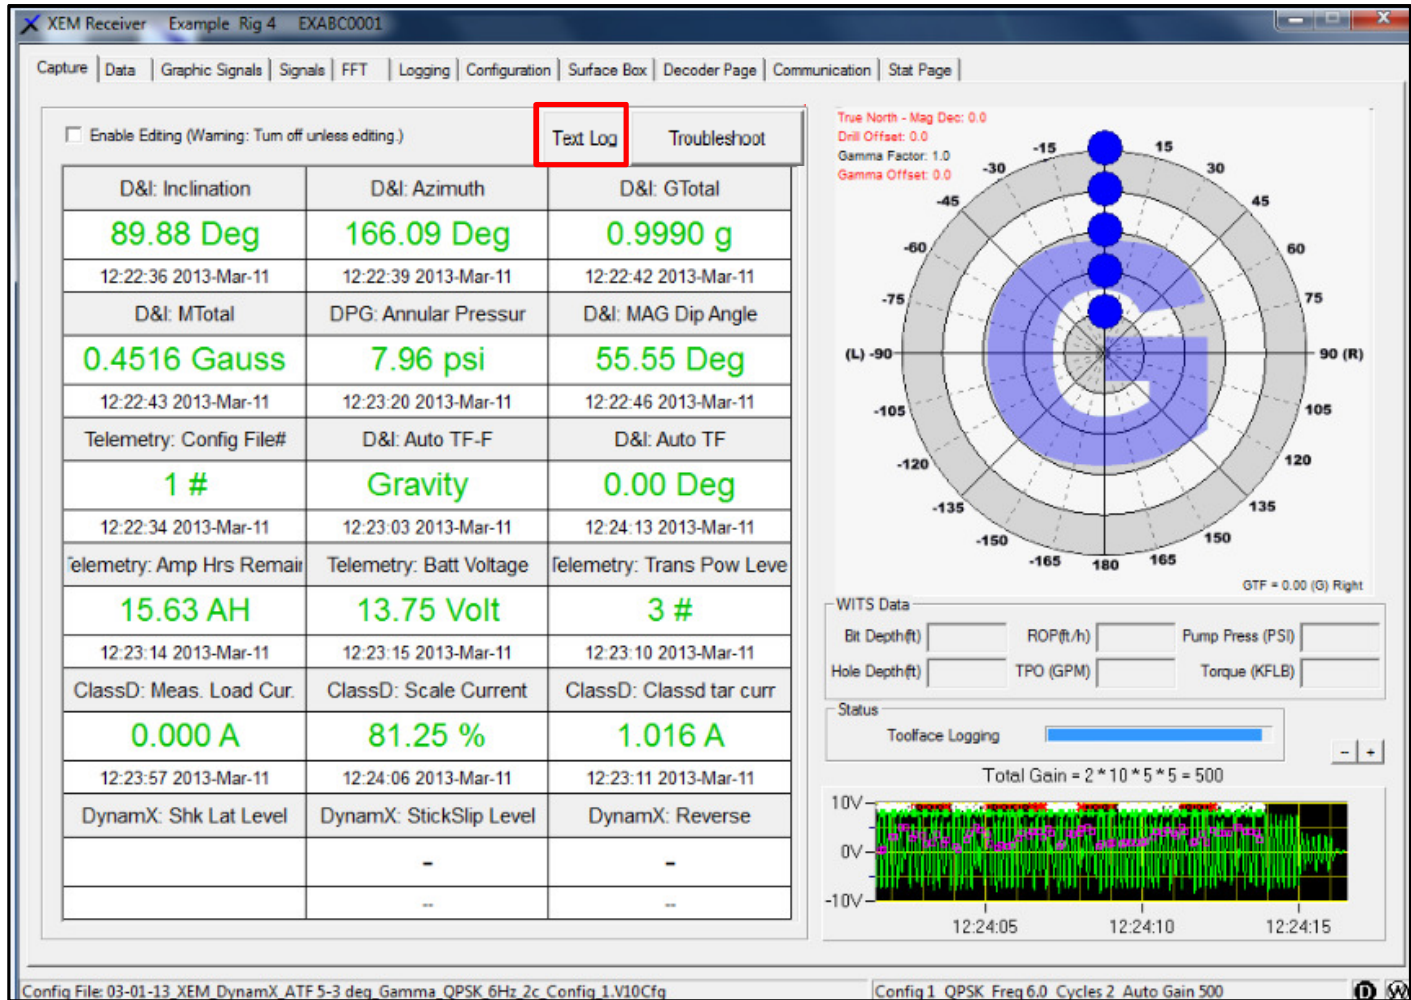 XEM Receiver Example Rig 4 EXABC0001
Capture Data Graphic Signals Signals FFT Logging Configuration Surface Box Decoder Page Communication Stat Page
Enable Editing (Warning: Turn off unless editing.)
Text Log
Troubleshoot
D&I: Inclination D&I: Azimuth D&I: GTotal
89.88 Deg 166.09 Deg 0.9990 g
12:22:36 2013-Mar-11 12:22:39 2013-Mar-11 12:22:42 2013-Mar-11
D&I: MTotal DPG: Annular Pressur D&I: MAG Dip Angle
0.4516 Gauss 7.96 psi 55.55 Deg
12:22:43 2013-Mar-11 12:23:20 2013-Mar-11 12:22:46 2013-Mar-11
Telemetry: Config File# D&I: Auto TF-F D&I: Auto TF
1 # Gravity 0.00 Deg
12:22:34 2013-Mar-11 12:23:03 2013-Mar-11 12:24:13 2013-Mar-11
Telemetry: Amp Hrs Remair Telemetry: Batt Voltage Telemetry: Trans Pow Leve
15.63 AH 13.75 Volt 3 #
12:23:14 2013-Mar-11 12:23:15 2013-Mar-11 12:23:10 2013-Mar-11
ClassD: Meas. Load Cur. ClassD: Scale Current ClassD: Classd tar curr
0.000 A 81.25 % 1.016 A
12:23:57 2013-Mar-11 12:24:06 2013-Mar-11 12:23:11 2013-Mar-11
DynamX: Shk Lat Level DynamX: StickSlip Level DynamX: Reverse
- -
-- --
True North - Mag Dec: 0.0
Drill Offset: 0.0
Gamma Factor: 1.0
Gamma Offset: 0.0
-15 15
-30 30
-45 45
-60 60
-75 75
(L) -90 90 (R)
-105 105
-120 120
-135 135
-150 150
-165 180 165
GTF = 0.00 (G) Right
WITS Data
Bit Depth(ft) ROP(ft/h) Pump Press (PSI)
Hole Depth(ft) TPO (GPM) Torque (KFLB)
Status
Toolface Logging
- +
Total Gain = 2 * 10 * 5 * 5 = 500
10V
0V
-10V
12:24:05 12:24:10 12:24:15
Config File: 03-01-13_XEM_DynamX_ATF 5-3 deg_Gamma_QPSK_6Hz_2c_Config_1.V10Cfg Config 1 QPSK Freq 6.0 Cycles 2 Auto Gain 500 D W